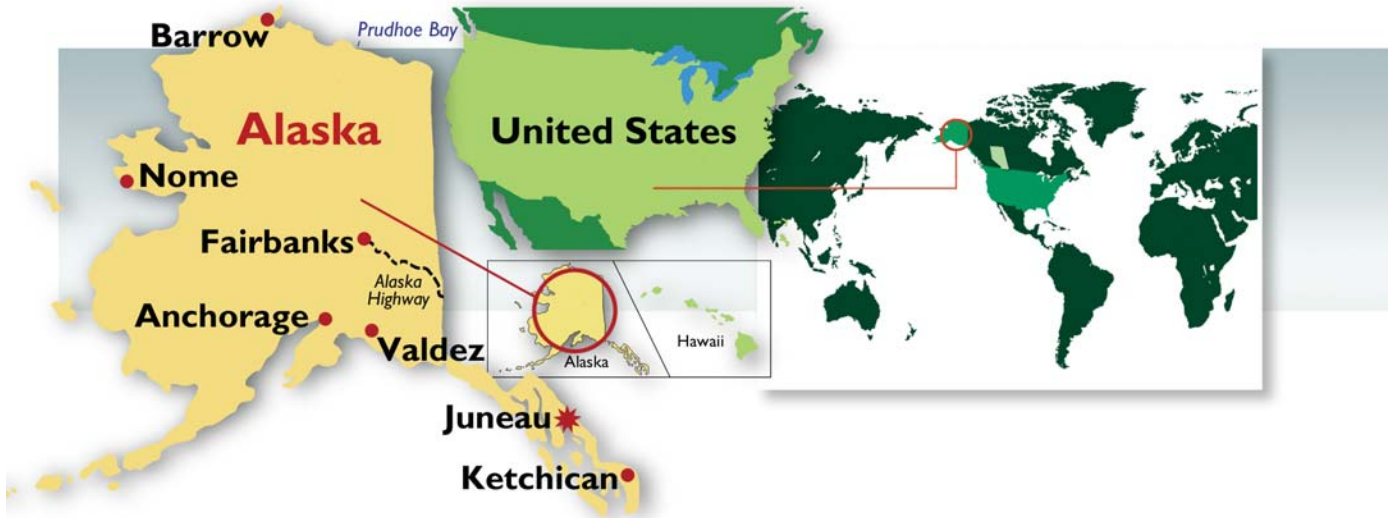 Barrow
Prudhoe Bay
Alaska
United States
Nome
Fairbanks
Alaska
Highway
Anchorage
Valdez
Alaska
Hawaii
Juneau
Ketchican